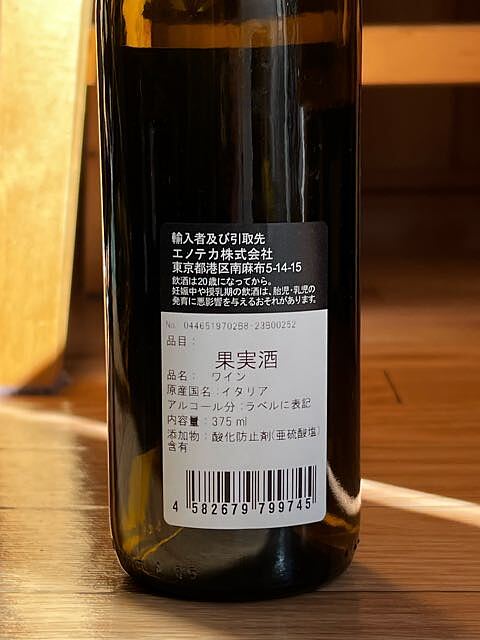 輸入者及び引取先
エノテカ株式会社
東京都港区南麻布5-14-15
飲酒は20歳になってから。
妊娠中や授乳期の飲酒は、胎児・乳児の
発育に悪影響を与えるおそれがあります。
No. 0446519702B8-23B00252
品目：
果実酒
品名： ワイン
原産国名：イタリア
アルコール分：ラベルに表記
内容量：375 ml
添加物：酸化防止剤(亜硫酸塩)
含有
4 582679 799745